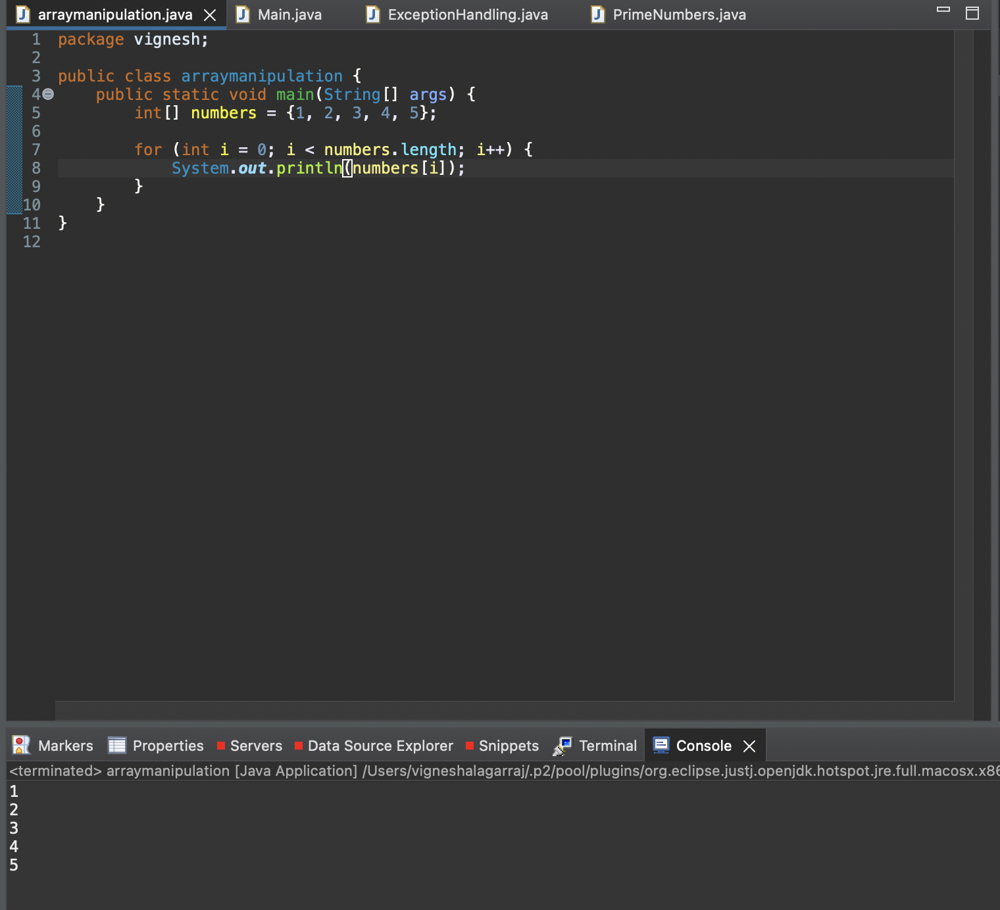 arraymanipulation.java Main.java ExceptionHandling.java PrimeNumbers.java
1 package vignesh;
2
3 public class arraymanipulation {
4     public static void main(String[] args) {
5         int[] numbers = {1, 2, 3, 4, 5};
6
7         for (int i = 0; i < numbers.length; i++) {
8             System.out.println(numbers[i]);
9         }
10     }
11 }
12
Markers Properties Servers Data Source Explorer Snippets Terminal Console
<terminated> arraymanipulation [Java Application] /Users/vigneshalagarraj/.p2/pool/plugins/org.eclipse.justj.openjdk.hotspot.jre.full.macosx.x86
1
2
3
4
5